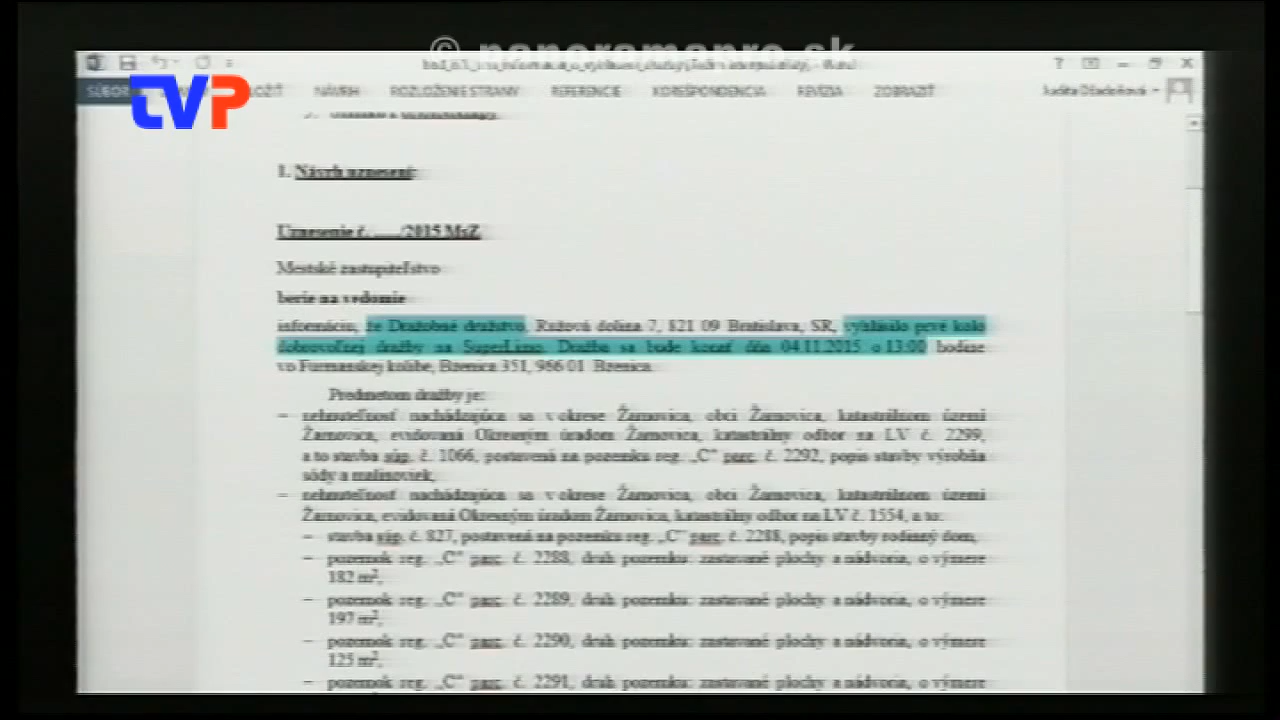 © panoramapro.sk
TVP
SÚBOR
NÁVRH ROZLOŽENIE STRANY REFERENCIE KOREŠPONDENCIA REVÍZIA ZOBRAZIŤ
1. Návrh uznesení:
Uznesenie č. ...../2015 MsZ
Mestské zastupiteľstvo
berie na vedomie
informáciu, že Dražobné družstvo, Ružová dolina 7, 821 09 Bratislava, SR, vyhlásilo prvé kolo
dobrovoľnej dražby na SuperLimo. Dražba sa bude konať dňa 04.11.2015 o 13:00 hodine
vo Furmanskej kolibe, Bzenica 351, 966 01 Bzenica.
Predmetom dražby je:
– nehnuteľnosť nachádzajúca sa v okrese Žarnovica, obci Žarnovica, katastrálnom území
Žarnovica, evidovaná Okresným úradom Žarnovica, katastrálny odbor na LV č. 2299,
a to stavba súp. č. 1066, postavená na pozemku reg. „C" parc. č. 2292, popis stavby výrobňa
sódy a malinoviek,
– nehnuteľnosť nachádzajúca sa v okrese Žarnovica, obci Žarnovica, katastrálnom území
Žarnovica, evidovaná Okresným úradom Žarnovica, katastrálny odbor na LV č. 1554, a to:
– stavba súp. č. 827, postavená na pozemku reg. „C" parc. č. 2288, popis stavby rodinný dom,
– pozemok reg. „C" parc. č. 2288, druh pozemku: zastavané plochy a nádvoria, o výmere
182 m²,
– pozemok reg. „C" parc. č. 2289, druh pozemku: zastavané plochy a nádvoria, o výmere
197 m²,
– pozemok reg. „C" parc. č. 2290, druh pozemku: zastavané plochy a nádvoria, o výmere
125 m²,
– pozemok reg. „C" parc. č. 2291, druh pozemku: zastavané plochy a nádvoria, o výmere